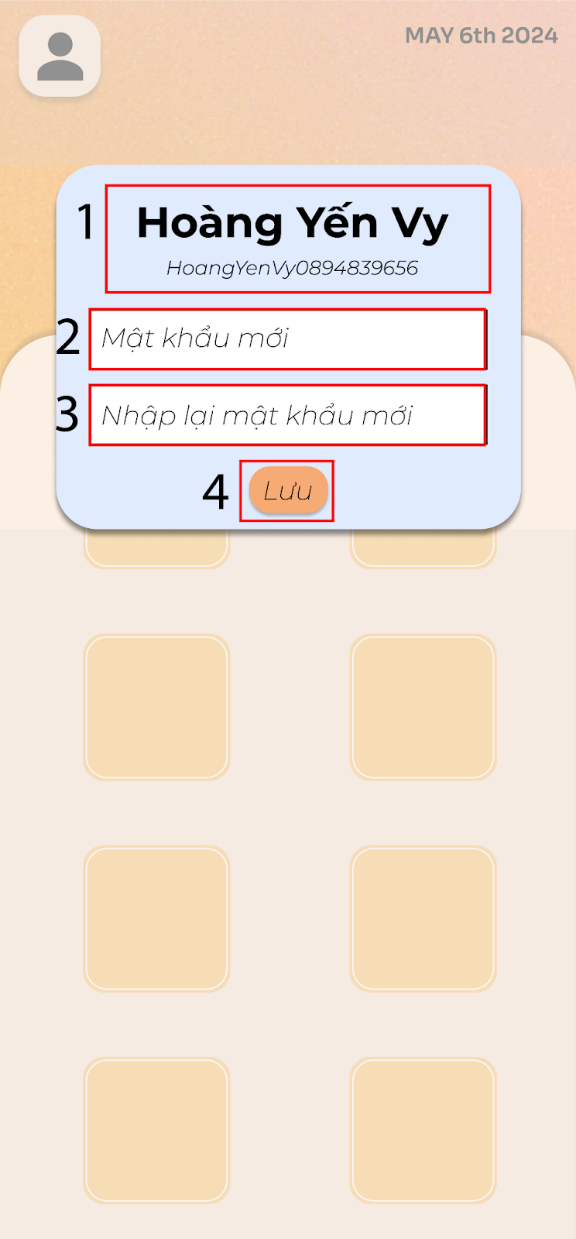 MAY 6th 2024
1
Hoàng Yến Vy
HoangYenVy0894839656
2
Mật khẩu mới
3
Nhập lại mật khẩu mới
4
Lưu